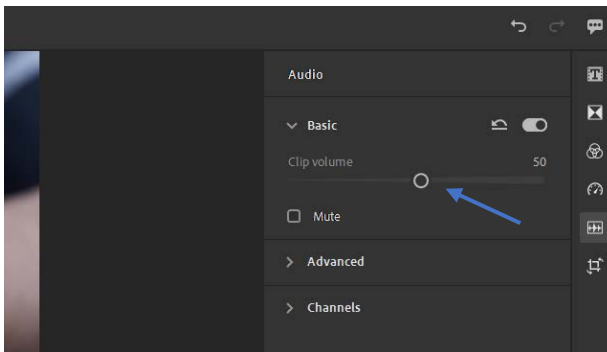 Audio
Basic
Clip volume 50
Mute
Advanced
Channels